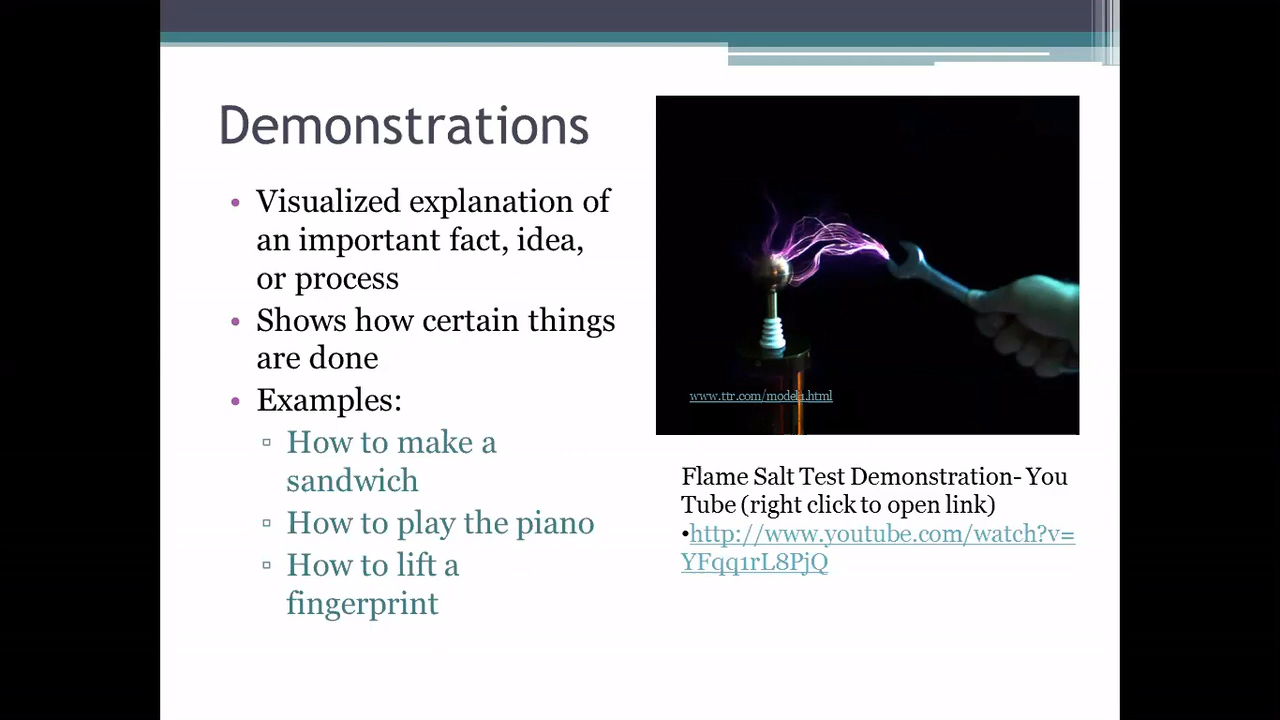 Demonstrations
• Visualized explanation of
an important fact, idea,
or process
• Shows how certain things
are done
• Examples:
▫ How to make a
sandwich
▫ How to play the piano
▫ How to lift a
fingerprint
www.ttr.com/model1.html
Flame Salt Test Demonstration- You
Tube (right click to open link)
•http://www.youtube.com/watch?v=
YFqq1rL8PjQ